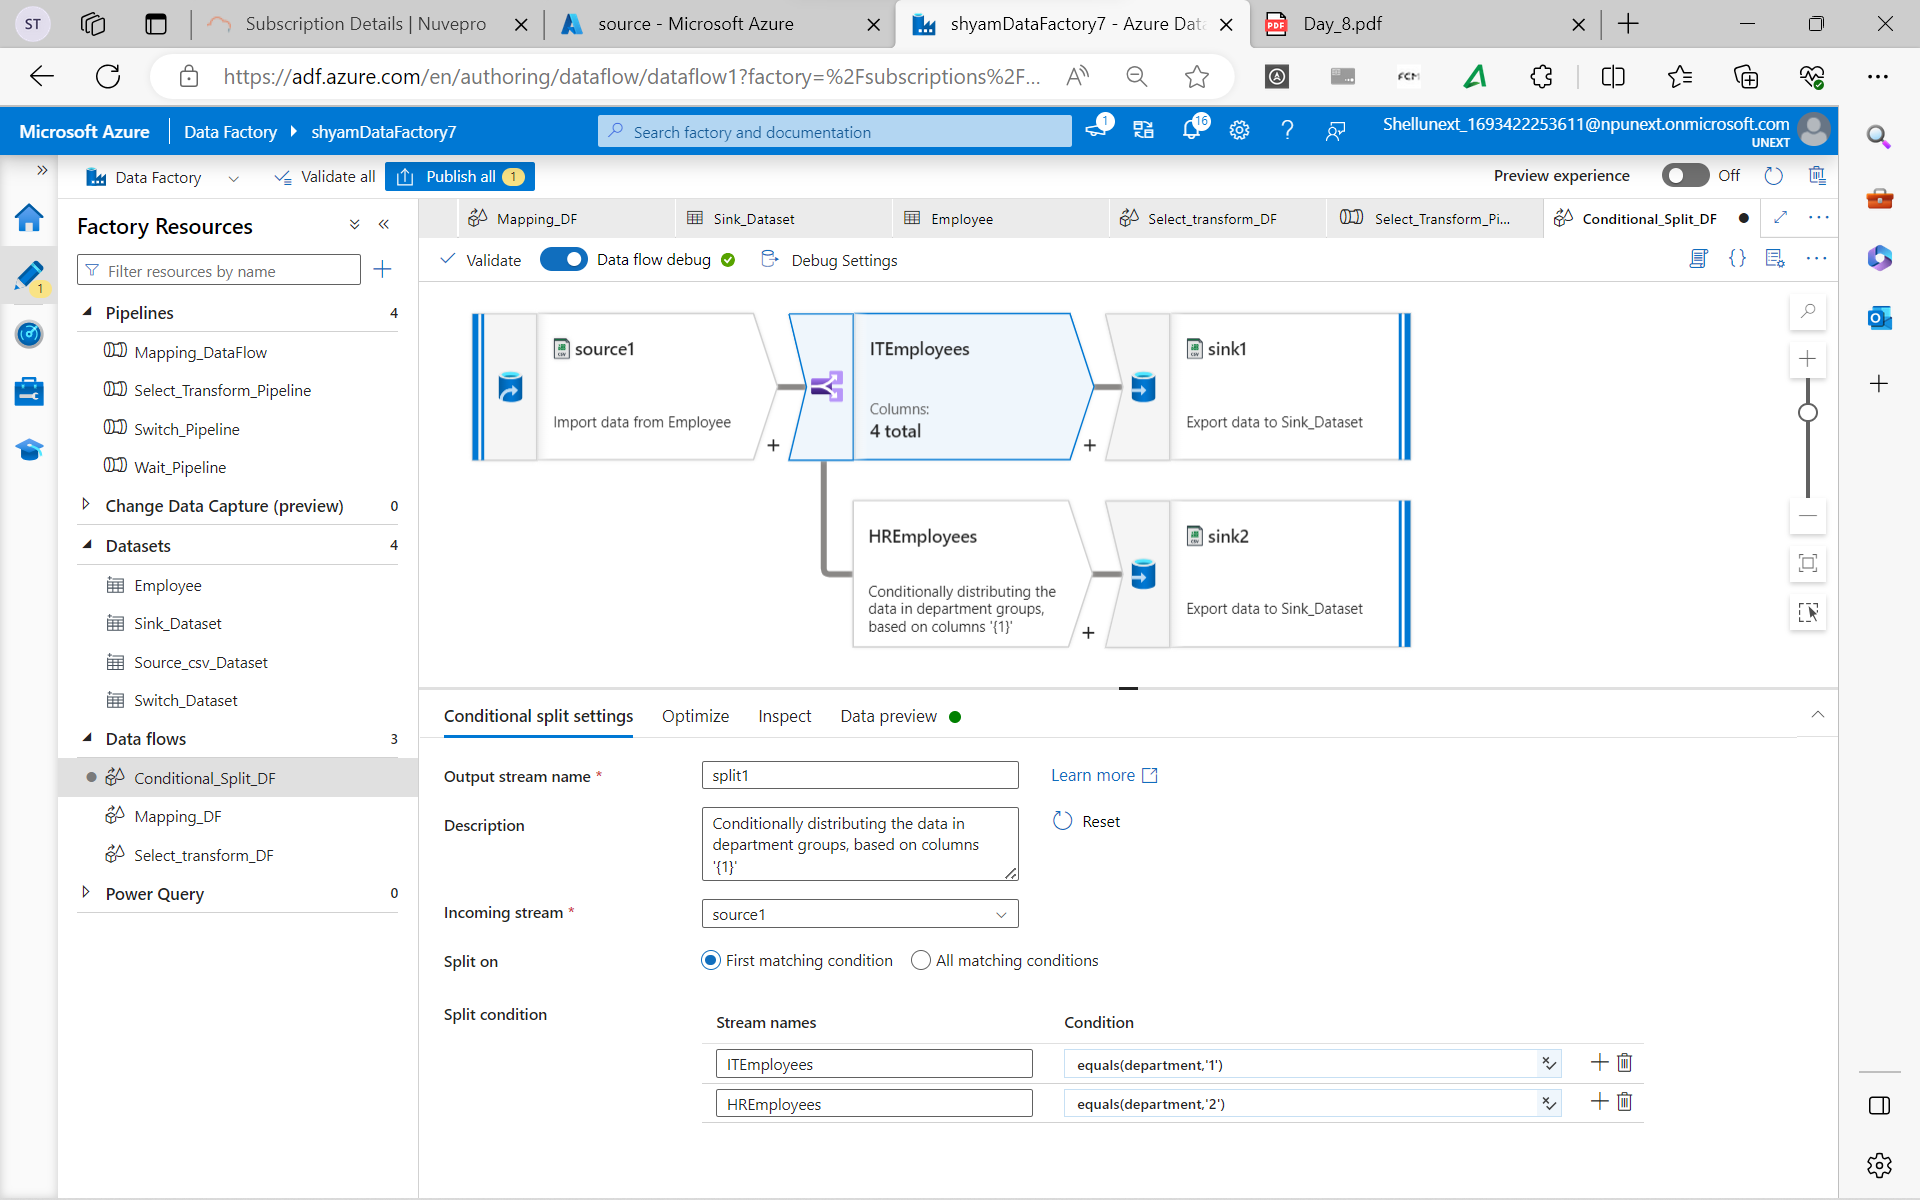 ST
Subscription Details | Nuvepro
source - Microsoft Azure
shyamDataFactory7 - Azure Data
PDF
Day_8.pdf
https://adf.azure.com/en/authoring/dataflow/dataflow1?factory=%2Fsubscriptions%2F...
FCM
Microsoft Azure
Data Factory
shyamDataFactory7
Search factory and documentation
1
16
?
Shellunext_1693422253611@npunext.onmicrosoft.com
UNEXT
Data Factory
Validate all
Publish all
1
Preview experience
Off
Factory Resources
Mapping_DF
Sink_Dataset
Employee
Select_transform_DF
Select_Transform_Pi...
Conditional_Split_DF
Filter resources by name
Validate
Data flow debug
Debug Settings
{}
1
Pipelines
4
Mapping_DataFlow
Select_Transform_Pipeline
Switch_Pipeline
Wait_Pipeline
Change Data Capture (preview)
0
Datasets
4
Employee
Sink_Dataset
Source_csv_Dataset
Switch_Dataset
Data flows
3
Conditional_Split_DF
Mapping_DF
Select_transform_DF
Power Query
0
source1
Import data from Employee
ITEmployees
Columns:
4 total
sink1
Export data to Sink_Dataset
HREmployees
Conditionally distributing the
data in department groups,
based on columns '{1}'
sink2
Export data to Sink_Dataset
Conditional split settings
Optimize
Inspect
Data preview
Output stream name *
split1
Learn more
Description
Conditionally distributing the data in
department groups, based on columns
'{1}'
Reset
Incoming stream *
source1
Split on
First matching condition
All matching conditions
Split condition
Stream names
Condition
ITEmployees
equals(department,'1')
HREmployees
equals(department,'2')